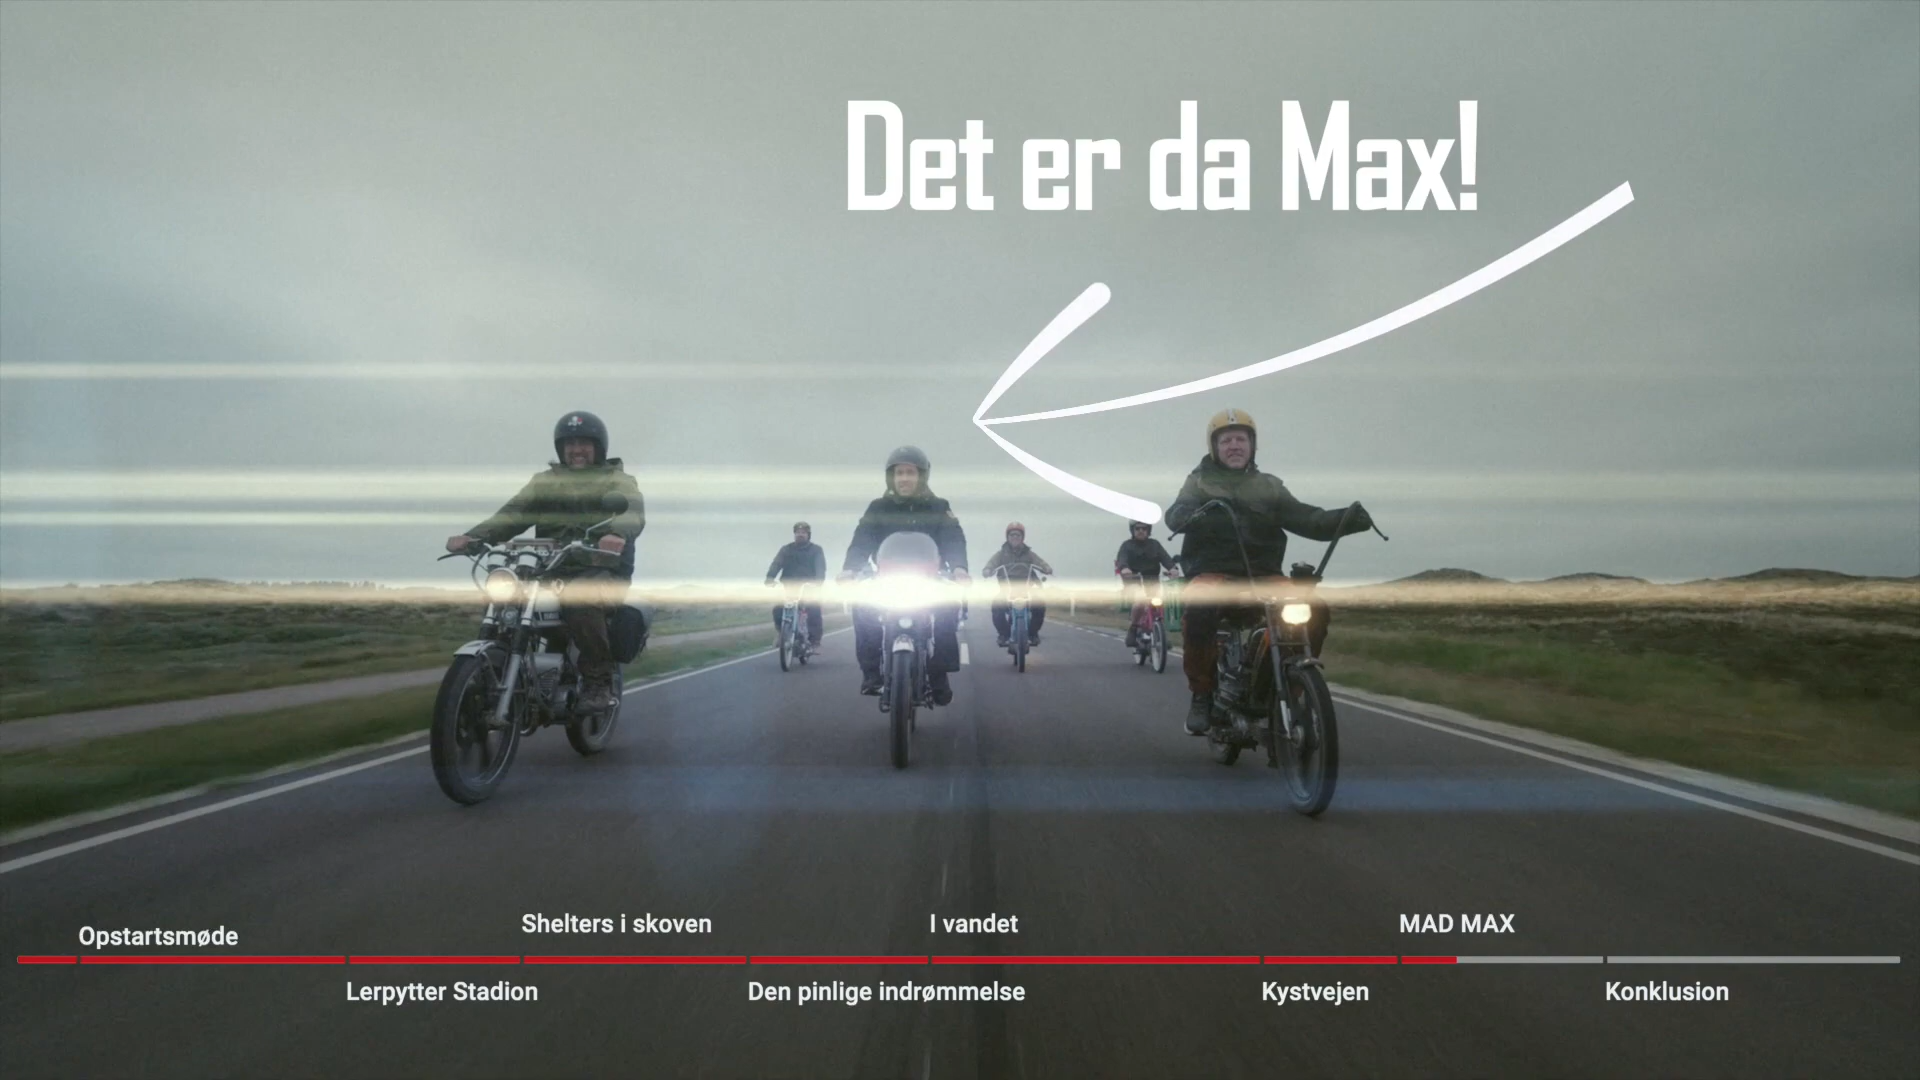 Det er da Max!
Opstartsmøde
Shelters i skoven
I vandet
MAD MAX
Lerpytter Stadion
Den pinlige indrømmelse
Kystvejen
Konklusion